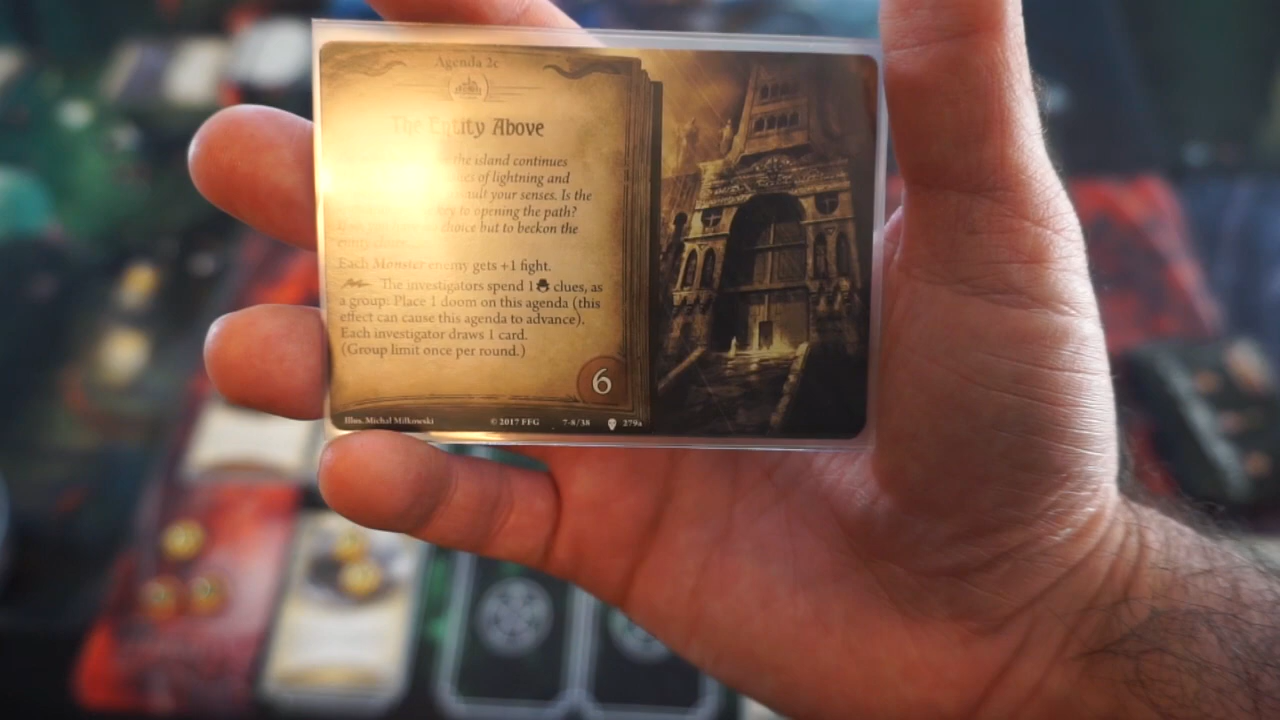 Agenda 2c
The Entity Above
the island continues
of lightning and
your senses. Is the
to opening the path?
choice but to beckon the
Each Monster enemy gets +1 fight.
The investigators spend 1 clues, as
a group: Place 1 doom on this agenda (this
effect can cause this agenda to advance).
Each investigator draws 1 card.
(Group limit once per round.)
6
Illus. Michal Milkowski © 2017 FFG 7-8/38 279a